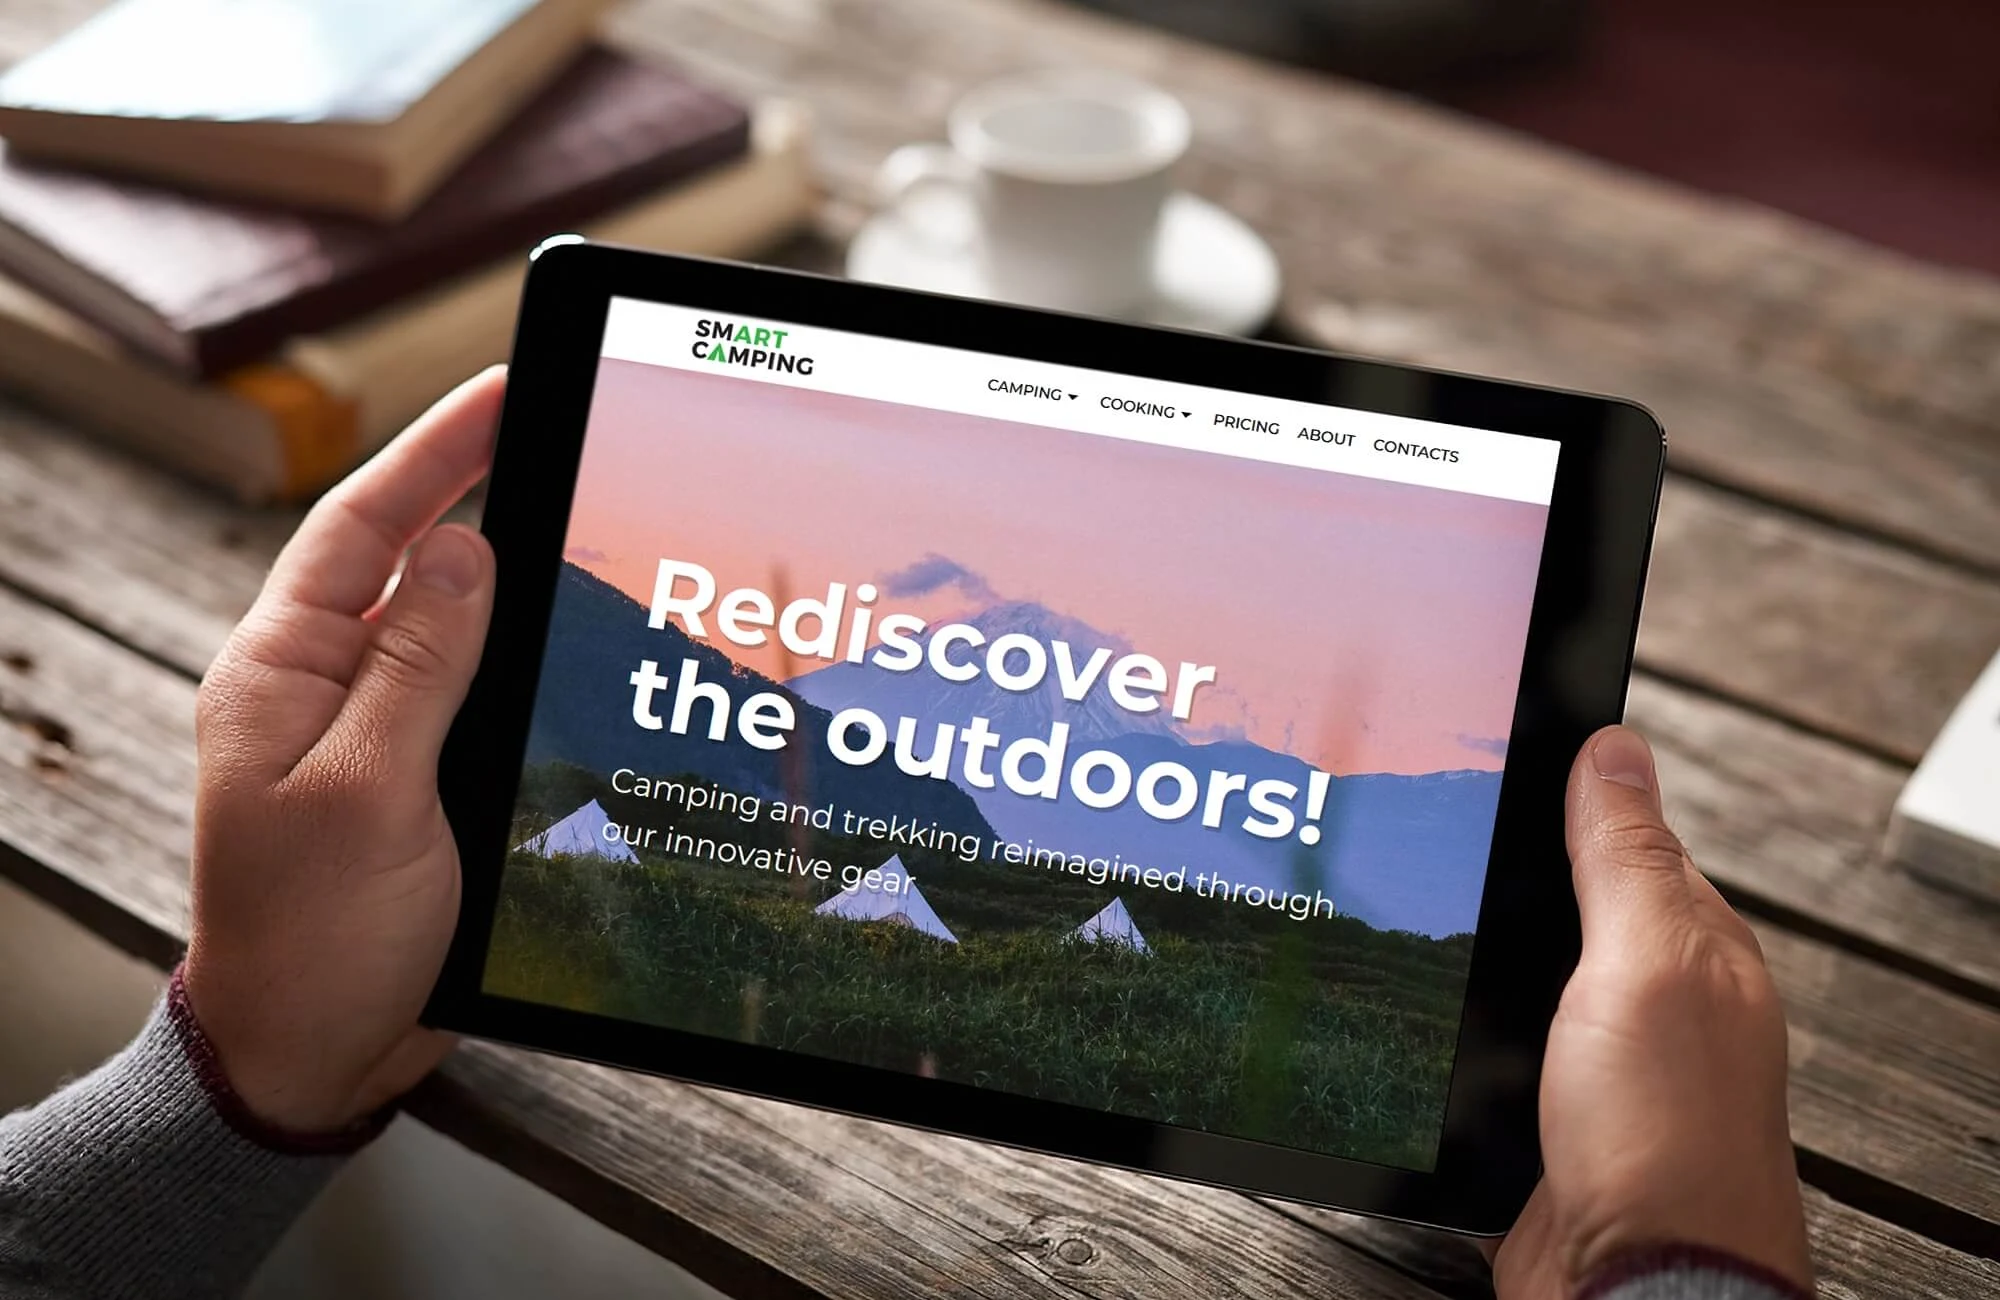 SMART
CAMPING
CAMPING COOKING PRICING ABOUT CONTACTS
Rediscover
the outdoors!
Camping and trekking reimagined through
our innovative gear